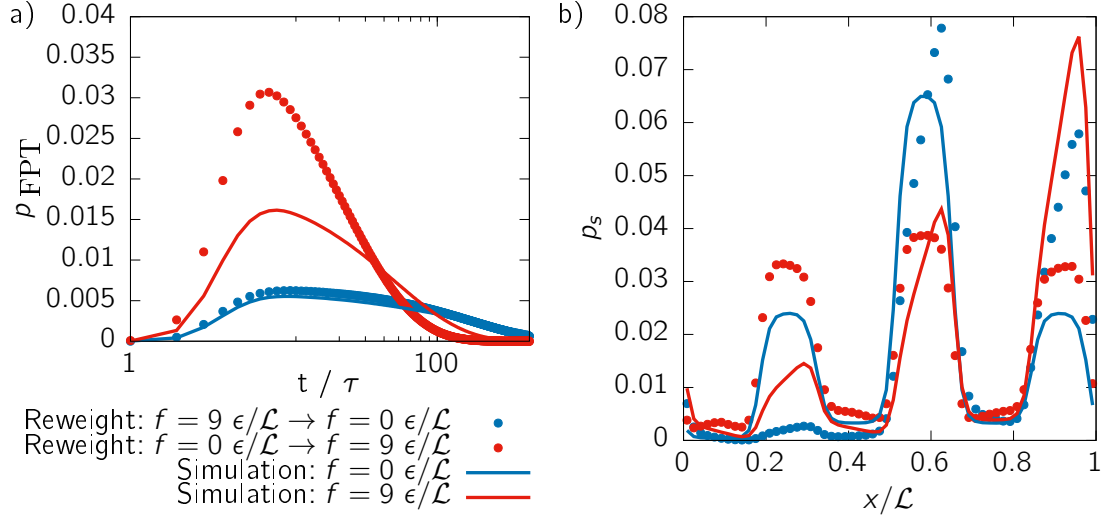 a)
0.04
0.035
0.03
0.025
0.02
0.015
0.01
0.005
0
p FPT
1
100
t / τ
Reweight: f = 9 ϵ/ℒ → f = 0 ϵ/ℒ
Reweight: f = 0 ϵ/ℒ → f = 9 ϵ/ℒ
Simulation: f = 0 ϵ/ℒ
Simulation: f = 9 ϵ/ℒ
b)
0.08
0.07
0.06
0.05
0.04
0.03
0.02
0.01
0
p_s
0 0.2 0.4 0.6 0.8 1
x/ℒ